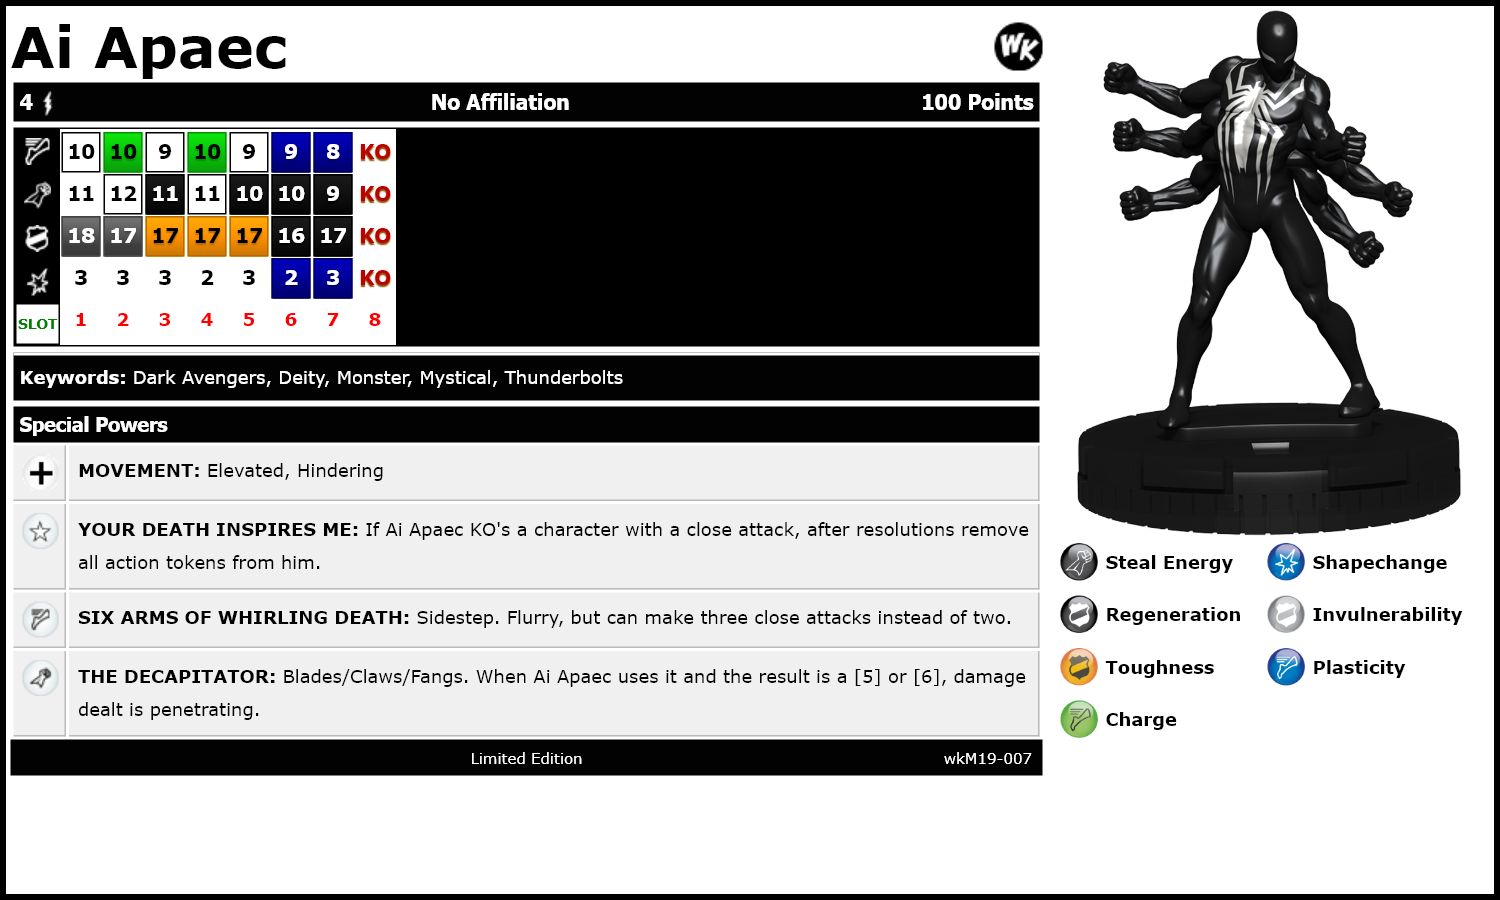 Ai Apaec
WK
4 No Affiliation 100 Points
10 10 9 10 9 9 8 KO
11 12 11 11 10 10 9 KO
18 17 17 17 17 16 17 KO
3 3 3 2 3 2 3 KO
SLOT 1 2 3 4 5 6 7 8
Keywords: Dark Avengers, Deity, Monster, Mystical, Thunderbolts
Special Powers
MOVEMENT: Elevated, Hindering
YOUR DEATH INSPIRES ME: If Ai Apaec KO's a character with a close attack, after resolutions remove
all action tokens from him.
SIX ARMS OF WHIRLING DEATH: Sidestep. Flurry, but can make three close attacks instead of two.
THE DECAPITATOR: Blades/Claws/Fangs. When Ai Apaec uses it and the result is a [5] or [6], damage
dealt is penetrating.
Limited Edition wkM19-007
Steal Energy Shapechange
Regeneration Invulnerability
Toughness Plasticity
Charge